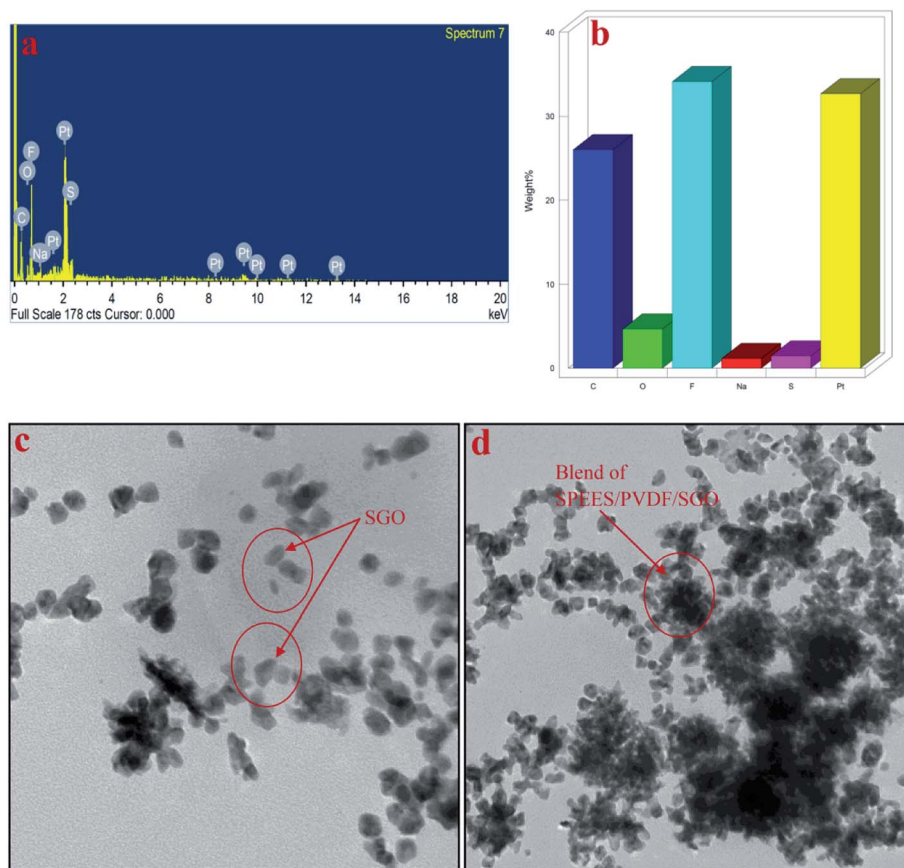 a
Spectrum 7
Pt
F
O
S
C
Na
Pt
Pt
Pt
Pt
Pt
Pt
0 2 4 6 8 10 12 14 16 18 20
Full Scale 178 cts Cursor: 0.000 keV
b
40
30
20
10
0
Weight%
C O F Na S Pt
c
SGO
d
Blend of
SPEES/PVDF/SGO